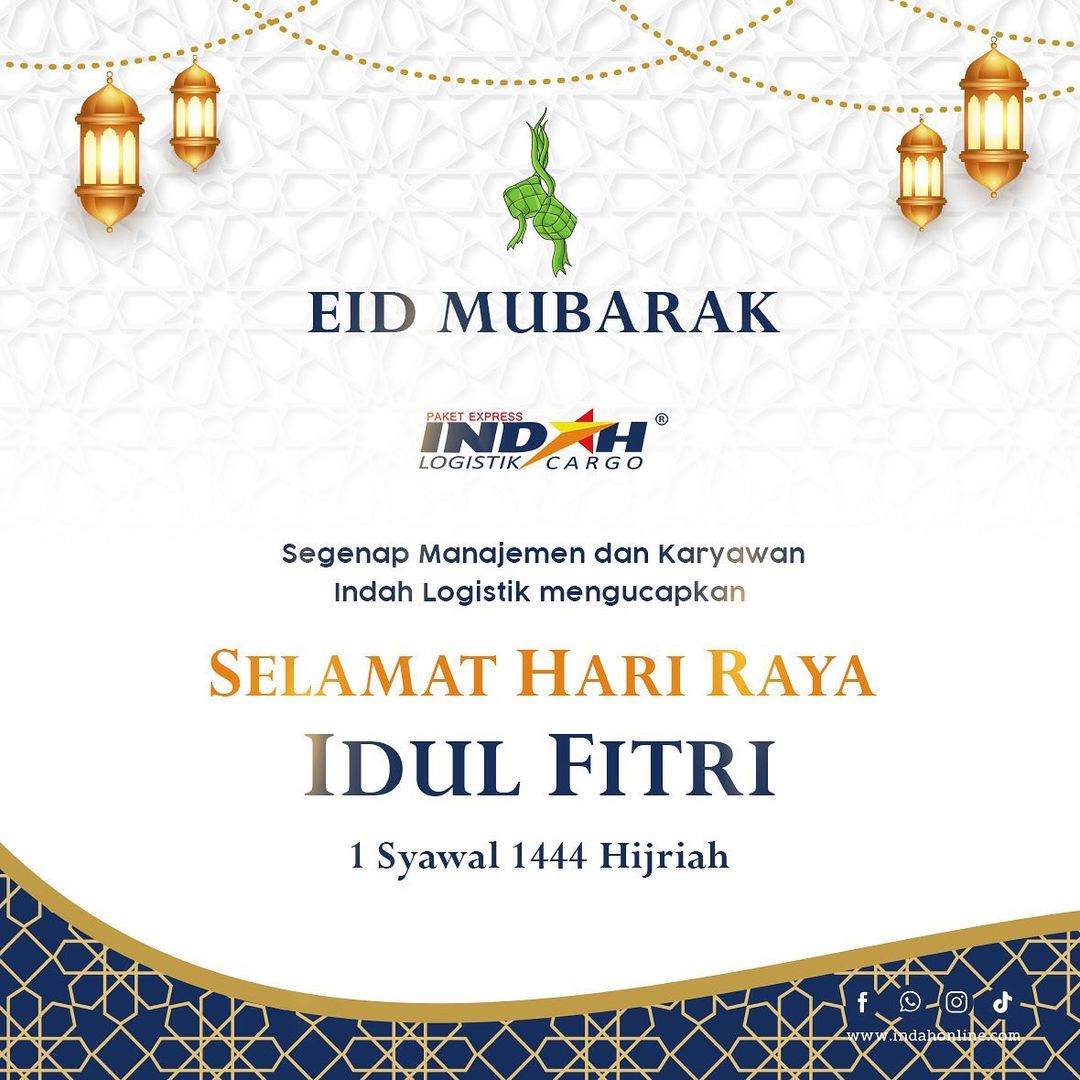 EID MUBARAK
PAKET EXPRESS
INDAH ®
LOGISTIK CARGO
Segenap Manajemen dan Karyawan
Indah Logistik mengucapkan
SELAMAT HARI RAYA
IDUL FITRI
1 Syawal 1444 Hijriah
www.indahonline.com